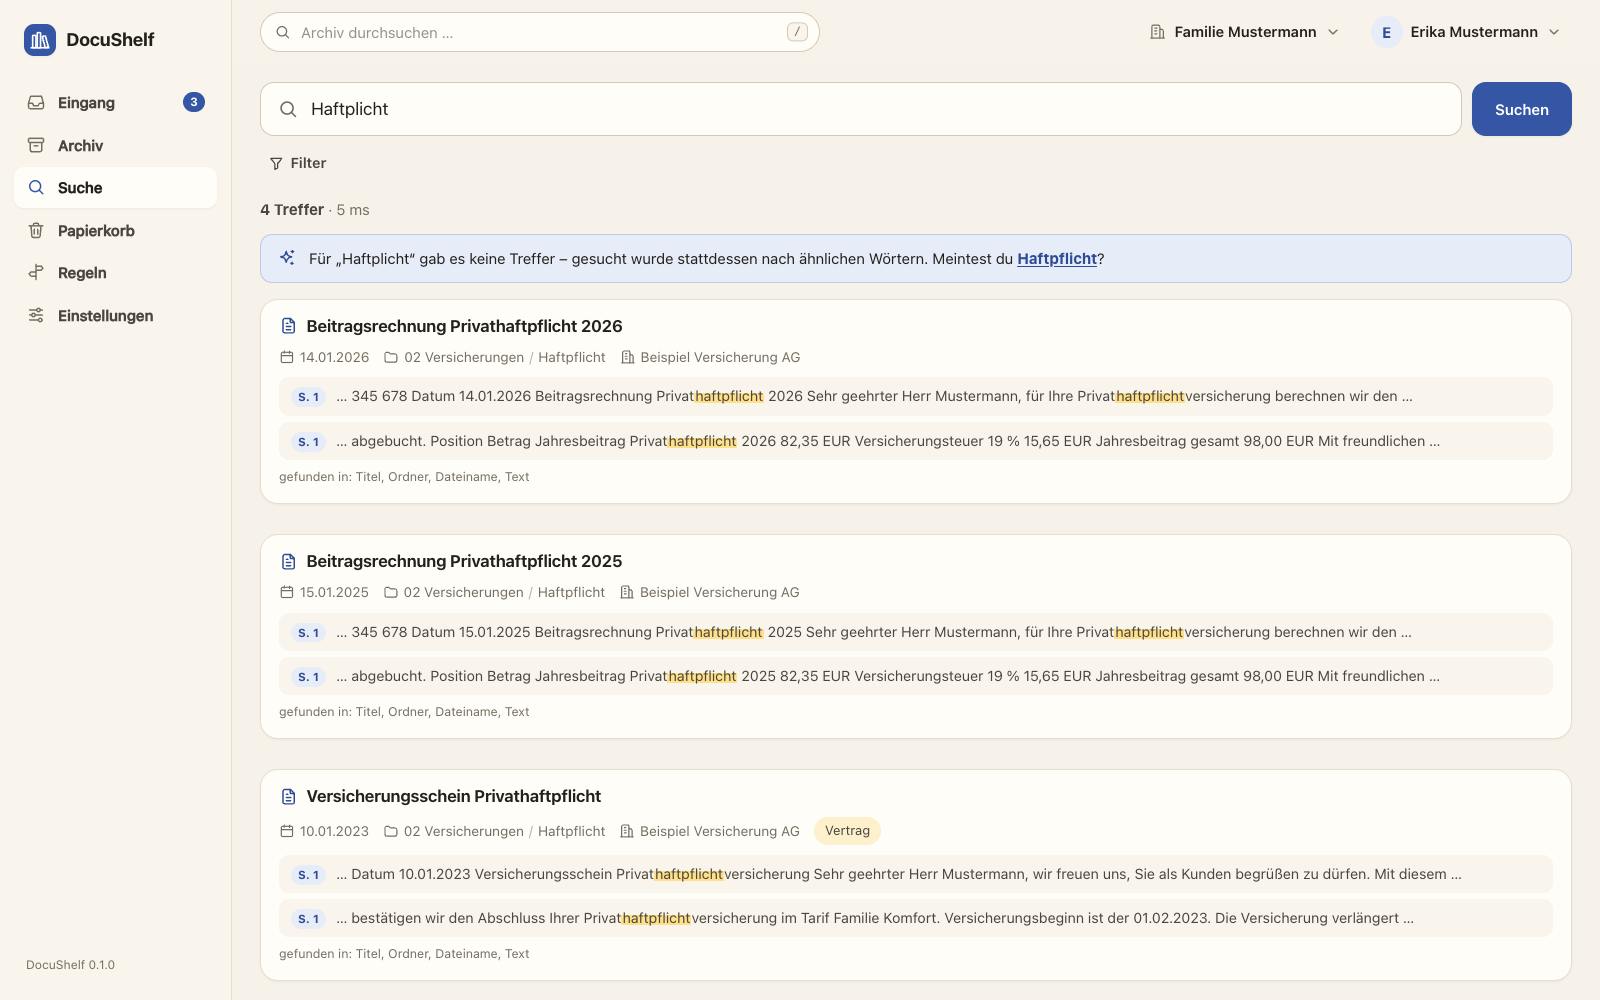 DocuShelf
Archiv durchsuchen ...
/
Familie Mustermann
E
Erika Mustermann
Eingang
3
Archiv
Suche
Papierkorb
Regeln
Einstellungen
DocuShelf 0.1.0
Haftplicht
Suchen
Filter
4 Treffer · 5 ms
Für „Haftplicht“ gab es keine Treffer – gesucht wurde stattdessen nach ähnlichen Wörtern. Meintest du Haftpflicht?
Beitragsrechnung Privathaftpflicht 2026
14.01.2026 02 Versicherungen / Haftpflicht Beispiel Versicherung AG
S. 1 ... 345 678 Datum 14.01.2026 Beitragsrechnung Privathaftpflicht 2026 Sehr geehrter Herr Mustermann, für Ihre Privathaftpflichtversicherung berechnen wir den ...
S. 1 ... abgebucht. Position Betrag Jahresbeitrag Privathaftpflicht 2026 82,35 EUR Versicherungsteuer 19 % 15,65 EUR Jahresbeitrag gesamt 98,00 EUR Mit freundlichen ...
gefunden in: Titel, Ordner, Dateiname, Text
Beitragsrechnung Privathaftpflicht 2025
15.01.2025 02 Versicherungen / Haftpflicht Beispiel Versicherung AG
S. 1 ... 345 678 Datum 15.01.2025 Beitragsrechnung Privathaftpflicht 2025 Sehr geehrter Herr Mustermann, für Ihre Privathaftpflichtversicherung berechnen wir den ...
S. 1 ... abgebucht. Position Betrag Jahresbeitrag Privathaftpflicht 2025 82,35 EUR Versicherungsteuer 19 % 15,65 EUR Jahresbeitrag gesamt 98,00 EUR Mit freundlichen ...
gefunden in: Titel, Ordner, Dateiname, Text
Versicherungsschein Privathaftpflicht
10.01.2023 02 Versicherungen / Haftpflicht Beispiel Versicherung AG Vertrag
S. 1 ... Datum 10.01.2023 Versicherungsschein Privathaftpflichtversicherung Sehr geehrter Herr Mustermann, wir freuen uns, Sie als Kunden begrüßen zu dürfen. Mit diesem ...
S. 1 ... bestätigen wir den Abschluss Ihrer Privathaftpflichtversicherung im Tarif Familie Komfort. Versicherungsbeginn ist der 01.02.2023. Die Versicherung verlängert ...
gefunden in: Titel, Ordner, Dateiname, Text